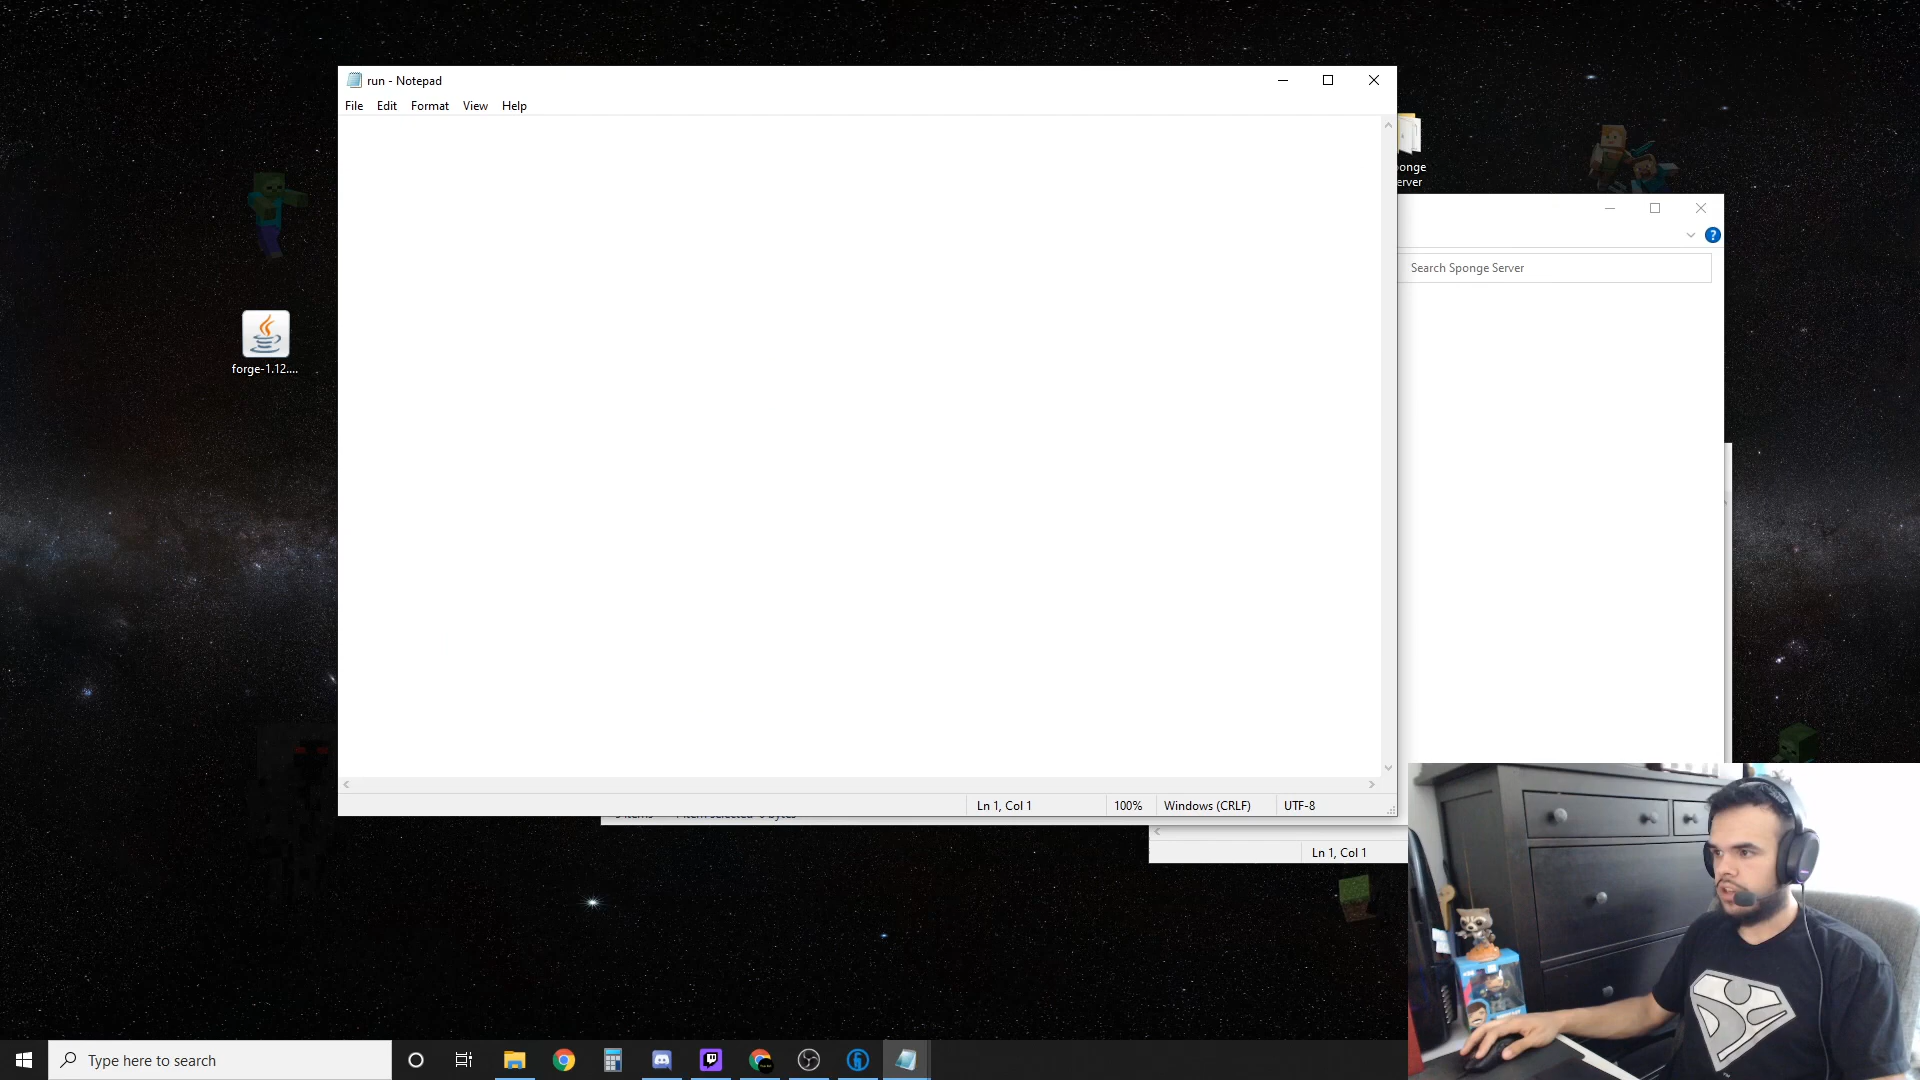 run - Notepad
File Edit Format View Help
onge
erver
Search Sponge Server
forge-1.12....
Ln 1, Col 1 100% Windows (CRLF) UTF-8
Ln 1, Col 1
Type here to search